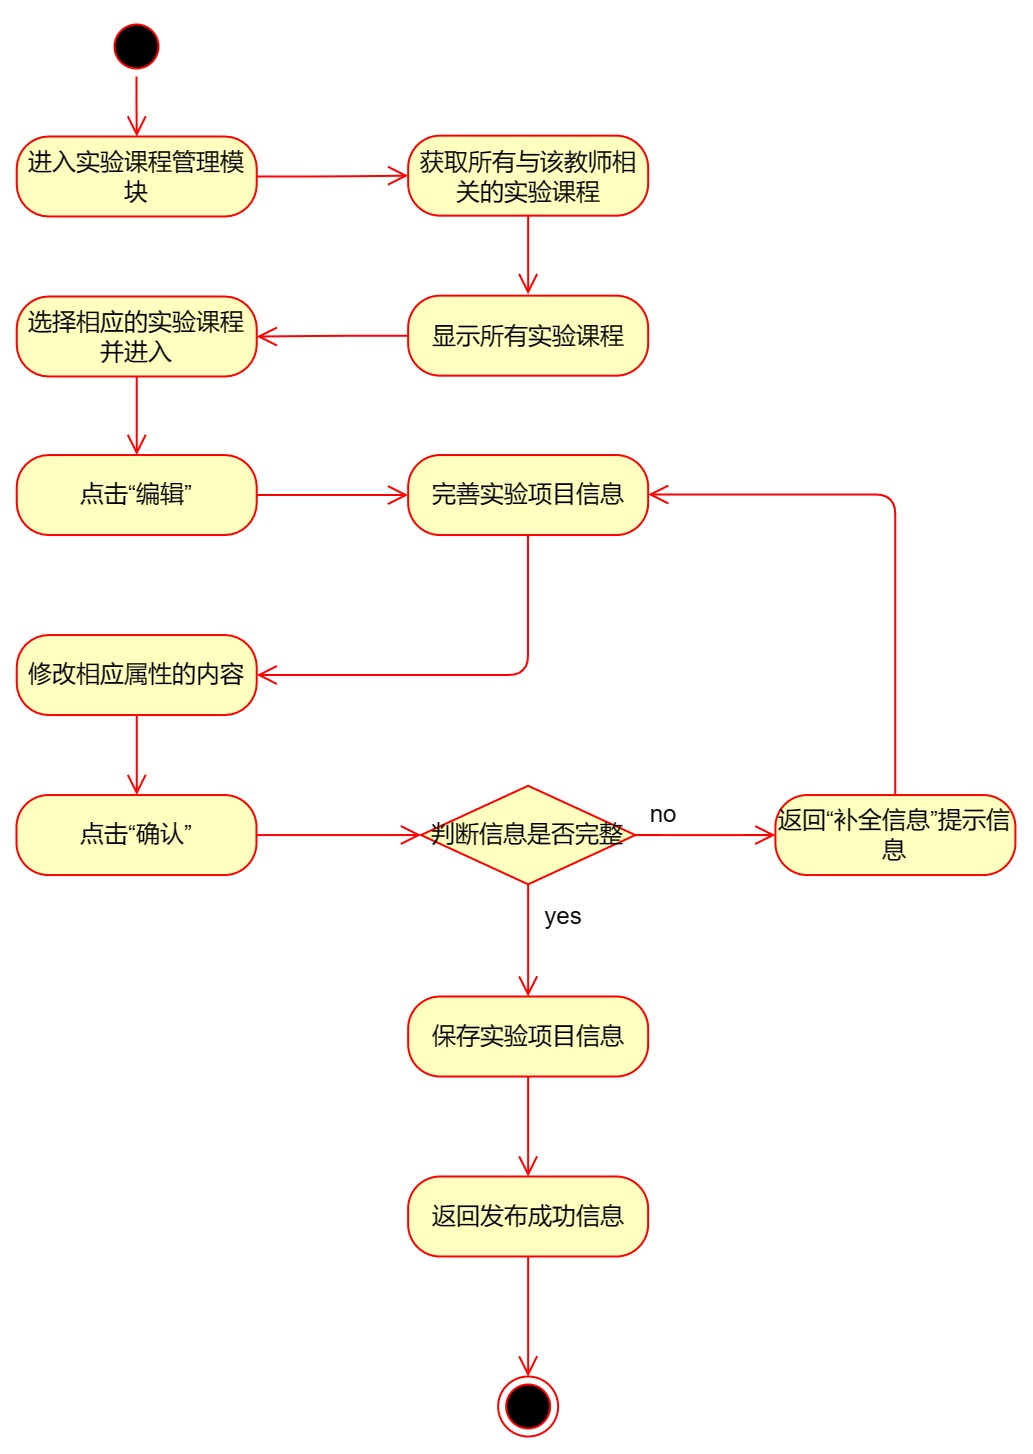 进入实验课程管理模
块
获取所有与该教师相
关的实验课程
选择相应的实验课程
并进入
显示所有实验课程
点击“编辑”
完善实验项目信息
修改相应属性的内容
点击“确认”
判断信息是否完整
no
返回“补全信息”提示信
息
yes
保存实验项目信息
返回发布成功信息